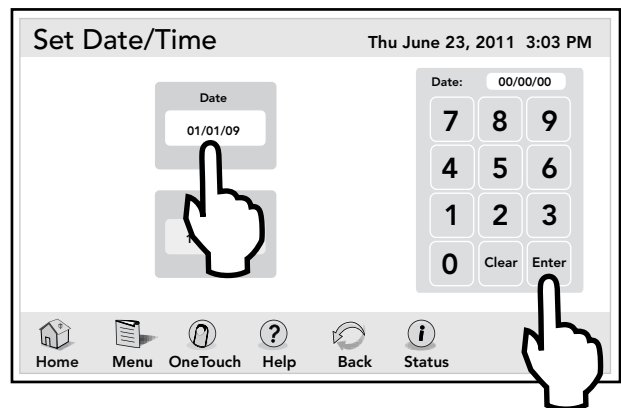 Set Date/Time
Thu June 23, 2011 3:03 PM
Date
01/01/09
Date: 00/00/00
7 8 9
4 5 6
1 2 3
0 Clear Enter
Home Menu OneTouch Help Back Status